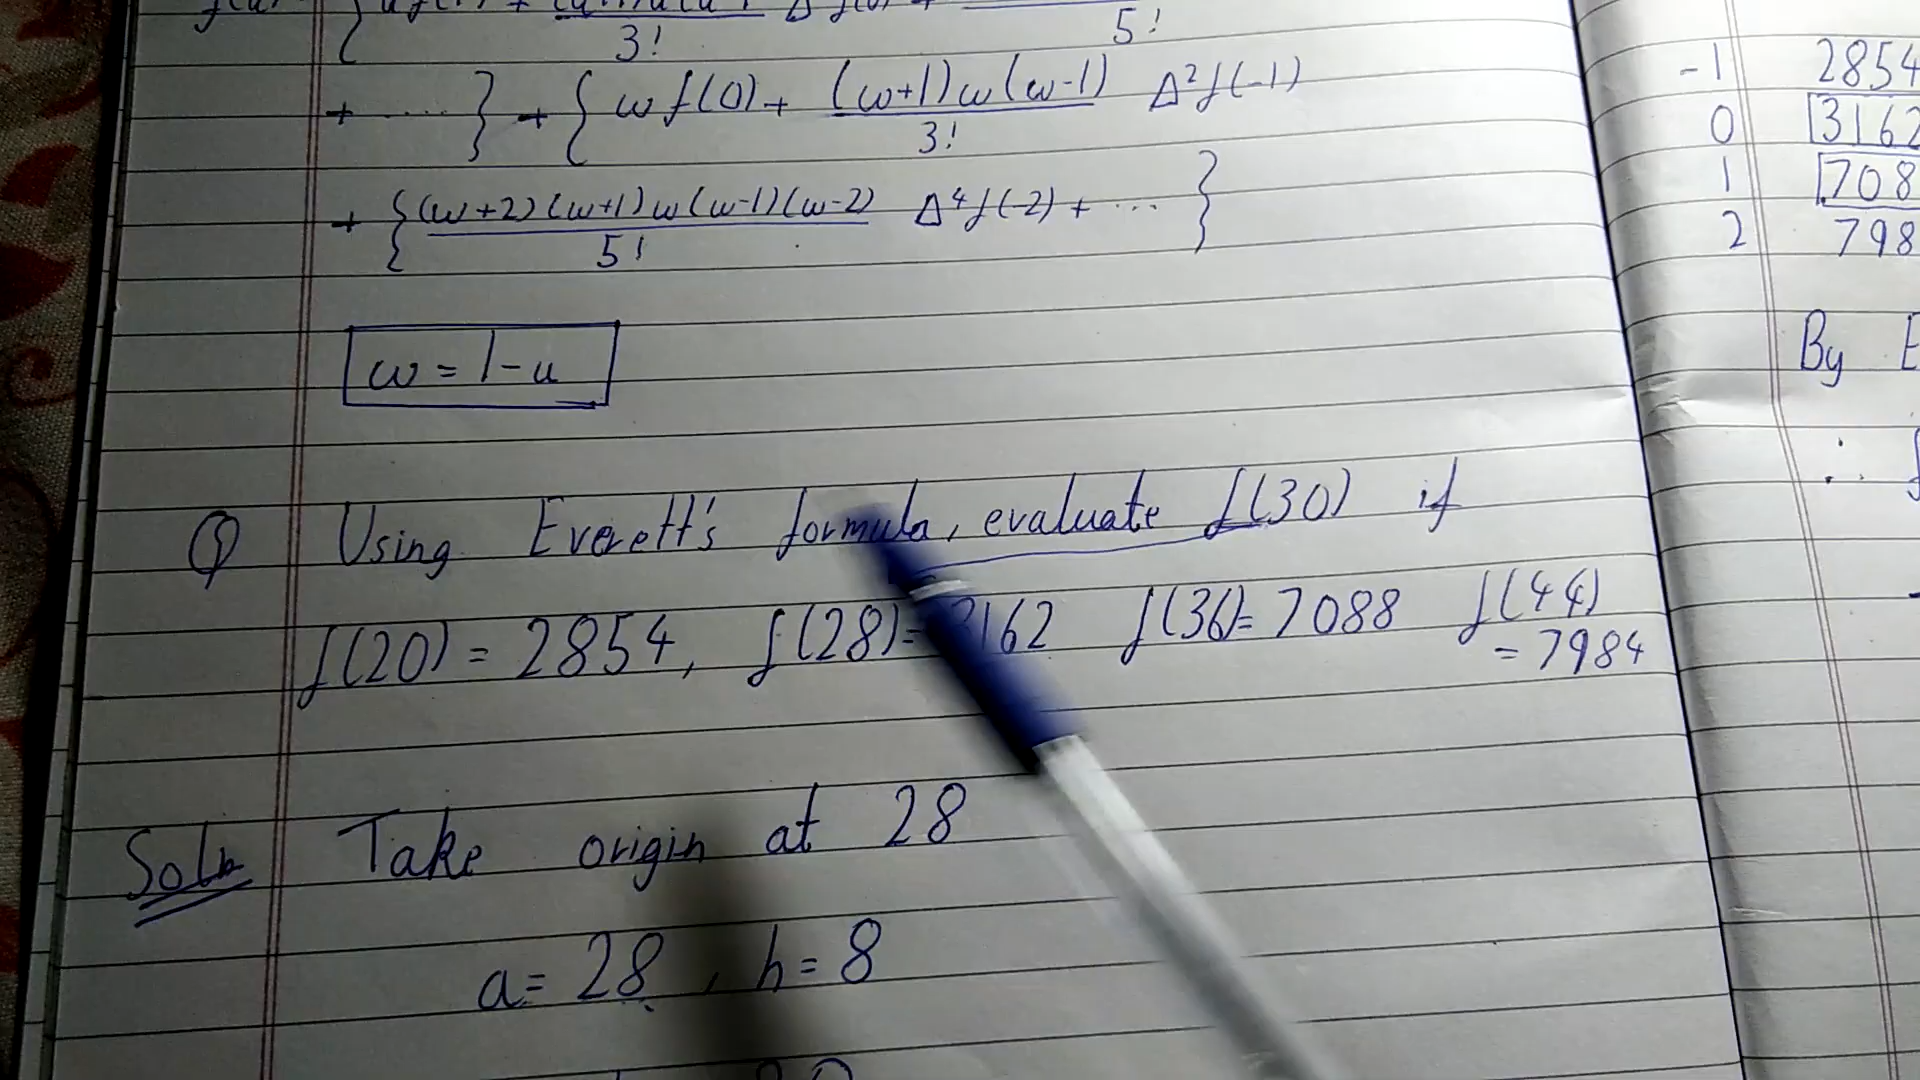 3!
5!
+ .... } + { ω f(0) + (ω+1)ω(ω-1) / 3! Δ²f(-1)
+ { (ω+2)(ω+1)ω(ω-1)(ω-2) / 5! Δ⁴f(-2) + ... }
ω = 1-u
Q Using Everett's formula, evaluate f(30) if
f(20) = 2854, f(28) = 3162 f(36) = 7088 f(44)
= 7984
Soln Take origin at 28
a = 28, h = 8
-1 2854
0 3162
1 708
2 798
By E
∴